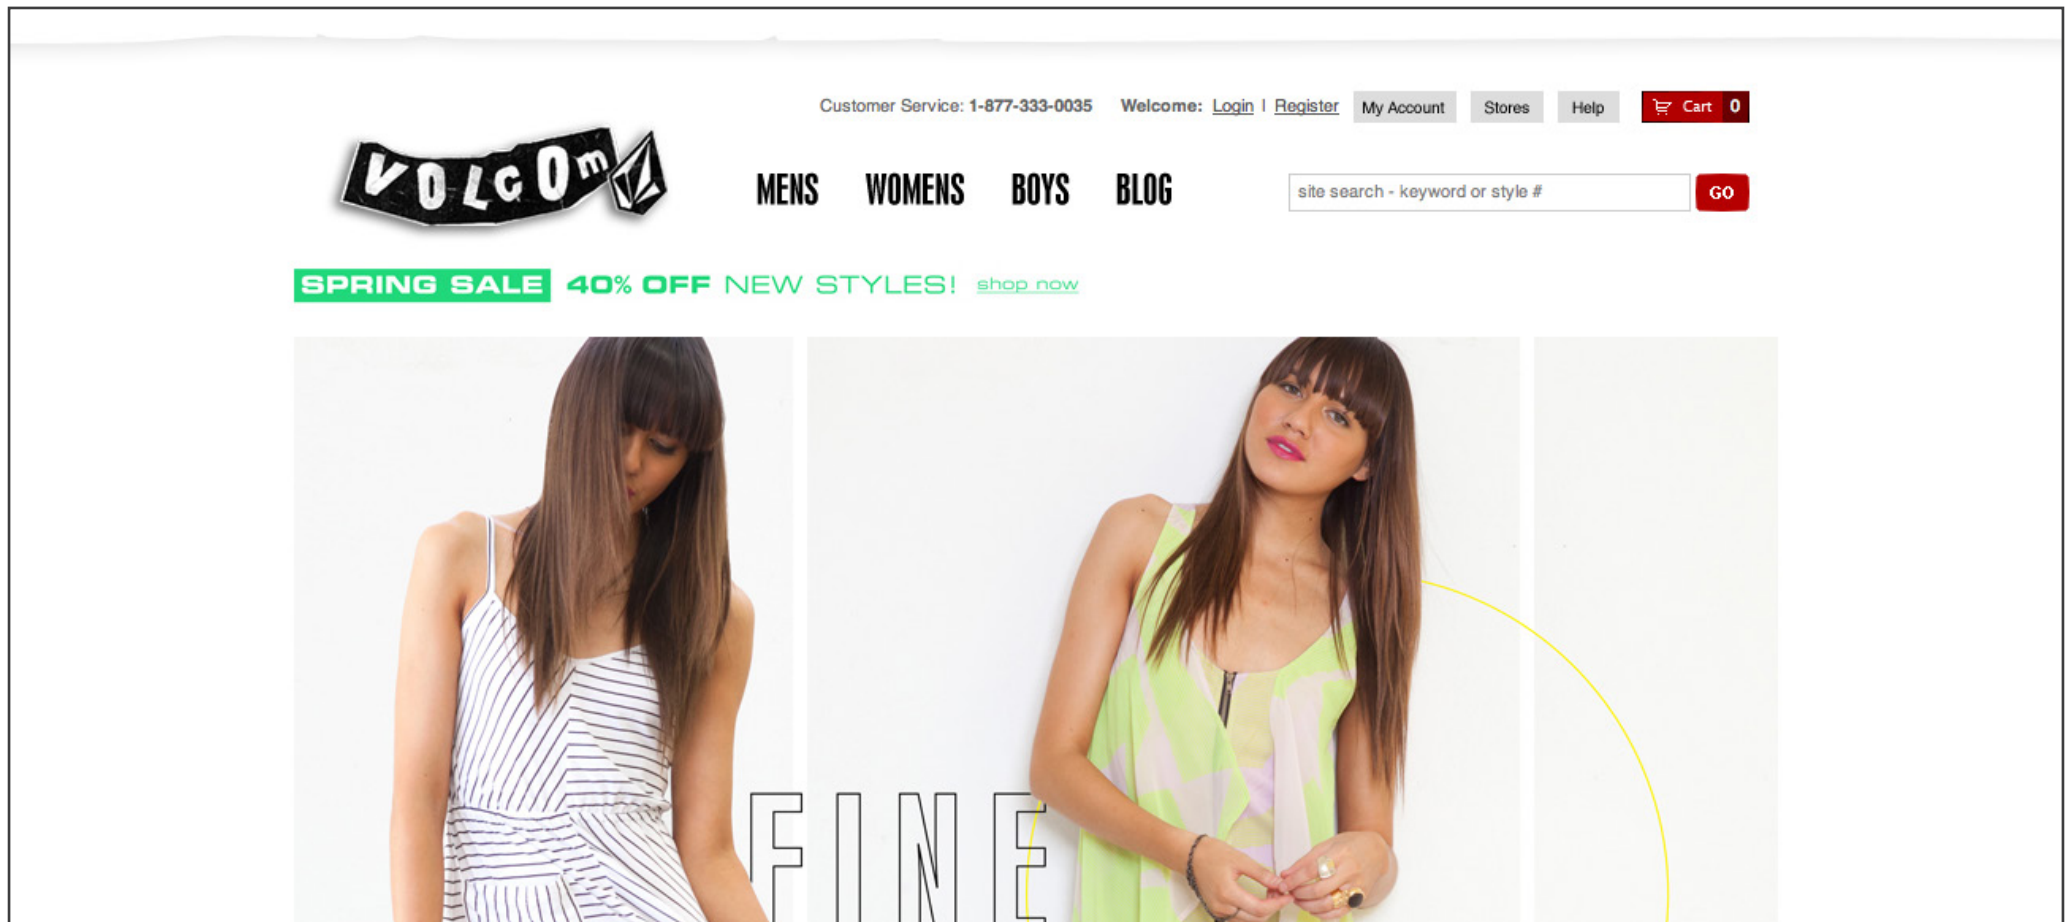 Customer Service: 1-877-333-0035 Welcome: Login | Register My Account Stores Help Cart 0
VOLCOM
MENS WOMENS BOYS BLOG
site search - keyword or style # GO
SPRING SALE 40% OFF NEW STYLES! shop now
FINE